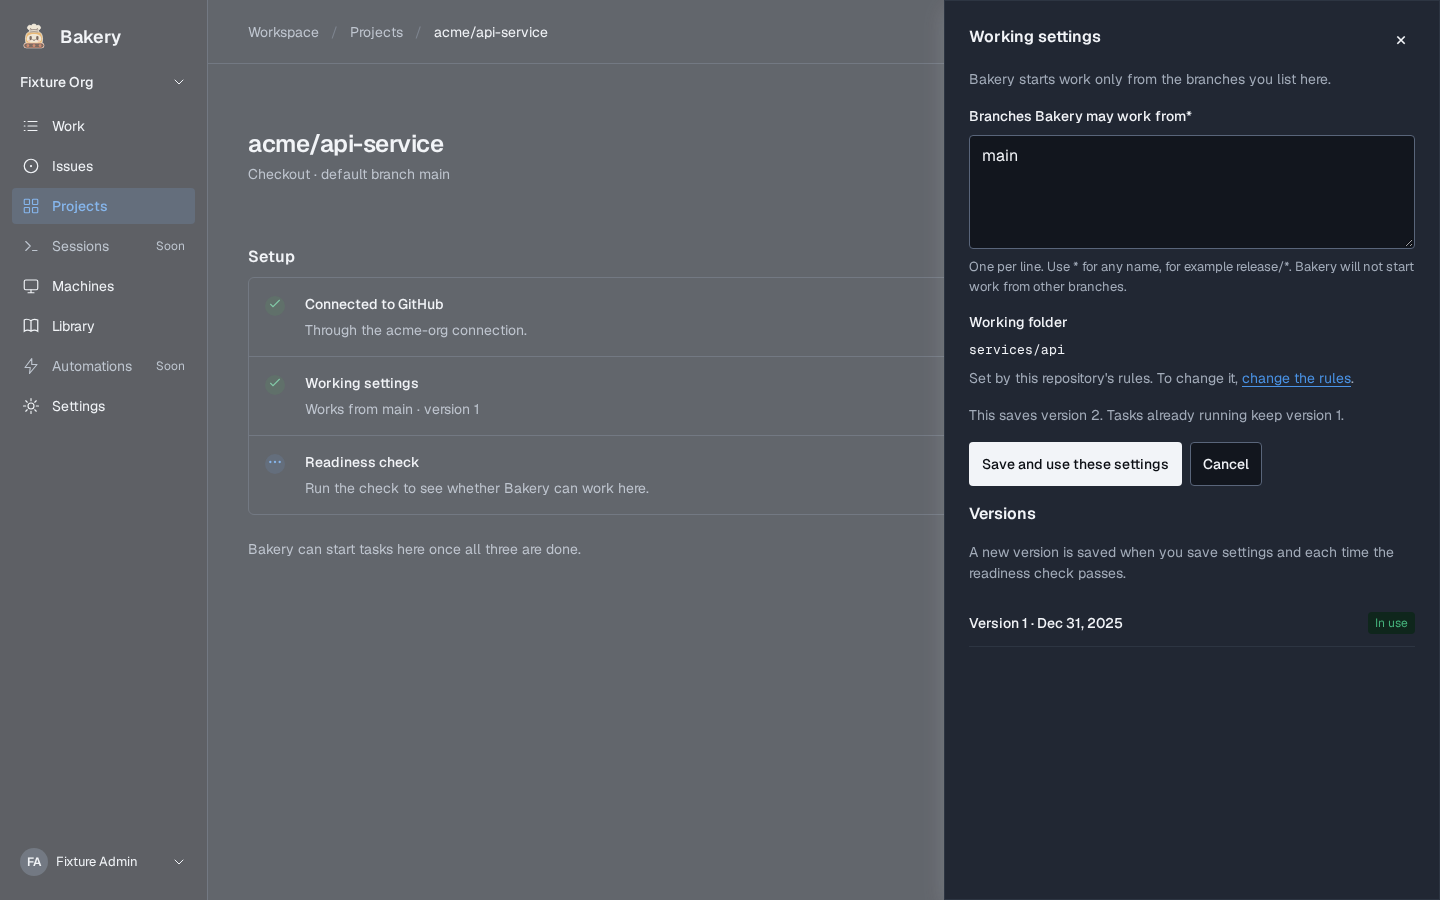 Bakery
Fixture Org
Work
Issues
Projects
Sessions Soon
Machines
Library
Automations Soon
Settings
FA Fixture Admin
Workspace / Projects / acme/api-service
acme/api-service
Checkout · default branch main
Setup
Connected to GitHub
Through the acme-org connection.
Working settings
Works from main · version 1
Readiness check
Run the check to see whether Bakery can work here.
Bakery can start tasks here once all three are done.
Working settings
Bakery starts work only from the branches you list here.
Branches Bakery may work from*
main
One per line. Use * for any name, for example release/*. Bakery will not start
work from other branches.
Working folder
services/api
Set by this repository's rules. To change it, change the rules.
This saves version 2. Tasks already running keep version 1.
Save and use these settings Cancel
Versions
A new version is saved when you save settings and each time the
readiness check passes.
Version 1 · Dec 31, 2025 In use